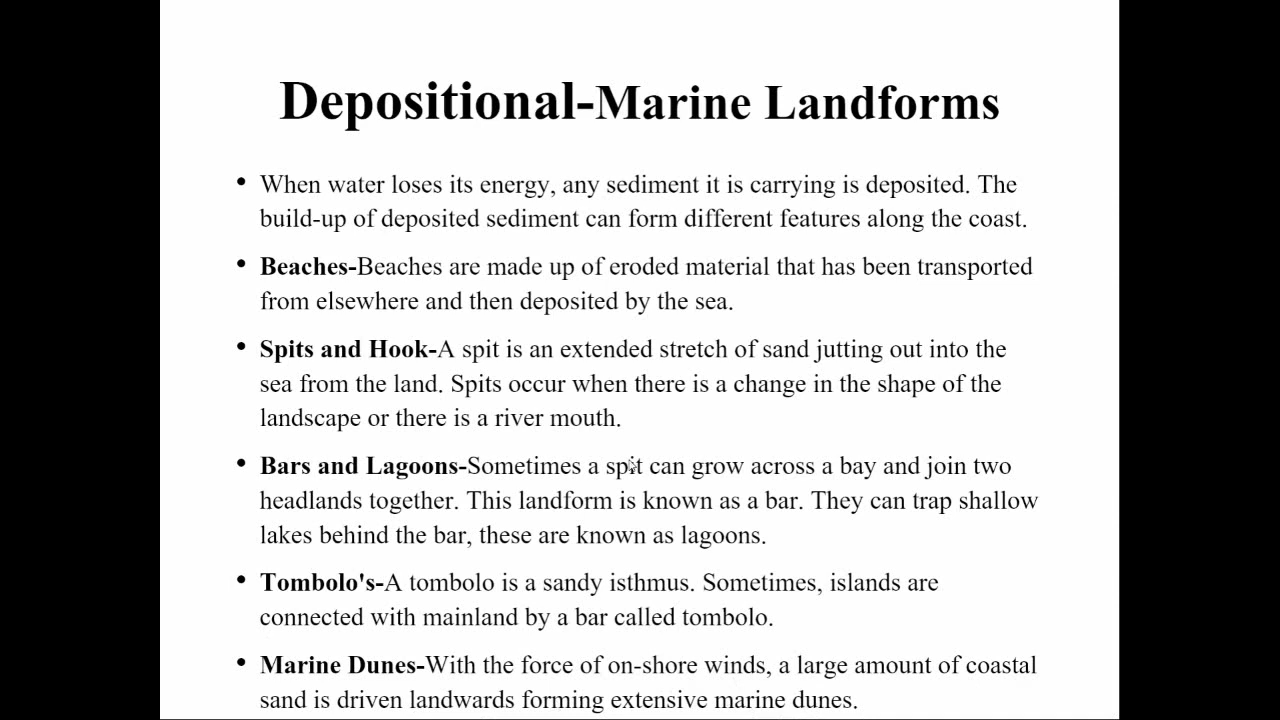 Depositional-Marine Landforms
• When water loses its energy, any sediment it is carrying is deposited. The
build-up of deposited sediment can form different features along the coast.
• Beaches-Beaches are made up of eroded material that has been transported
from elsewhere and then deposited by the sea.
• Spits and Hook-A spit is an extended stretch of sand jutting out into the
sea from the land. Spits occur when there is a change in the shape of the
landscape or there is a river mouth.
• Bars and Lagoons-Sometimes a spit can grow across a bay and join two
headlands together. This landform is known as a bar. They can trap shallow
lakes behind the bar, these are known as lagoons.
• Tombolo's-A tombolo is a sandy isthmus. Sometimes, islands are
connected with mainland by a bar called tombolo.
• Marine Dunes-With the force of on-shore winds, a large amount of coastal
sand is driven landwards forming extensive marine dunes.